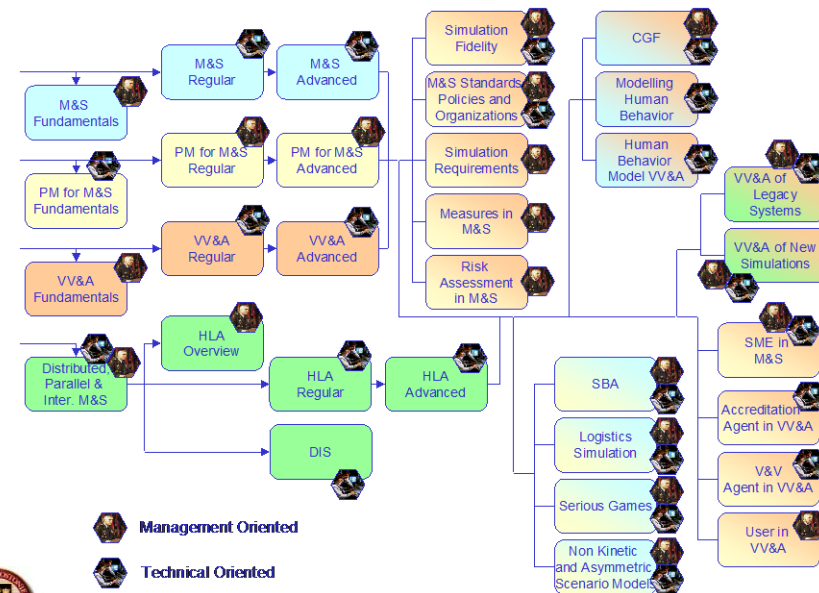 M&S
Fundamentals
M&S
Regular
M&S
Advanced
PM for M&S
Fundamentals
PM for M&S
Regular
PM for M&S
Advanced
VV&A
Fundamentals
VV&A
Regular
VV&A
Advanced
Distributed,
Parallel &
Inter. M&S
HLA
Overview
HLA
Regular
HLA
Advanced
DIS
Simulation
Fidelity
M&S Standards
Policies and
Organizations
Simulation
Requirements
Measures in
M&S
Risk
Assessment
in M&S
CGF
Modelling
Human
Behavior
Human
Behavior
Model VV&A
VV&A of
Legacy
Systems
VV&A of New
Simulations
SBA
Logistics
Simulation
Serious Games
Non Kinetic
and Asymmetric
Scenario Models
SME in
M&S
Accreditation
Agent in VV&A
V&V
Agent in VV&A
User in
VV&A
Management Oriented
Technical Oriented